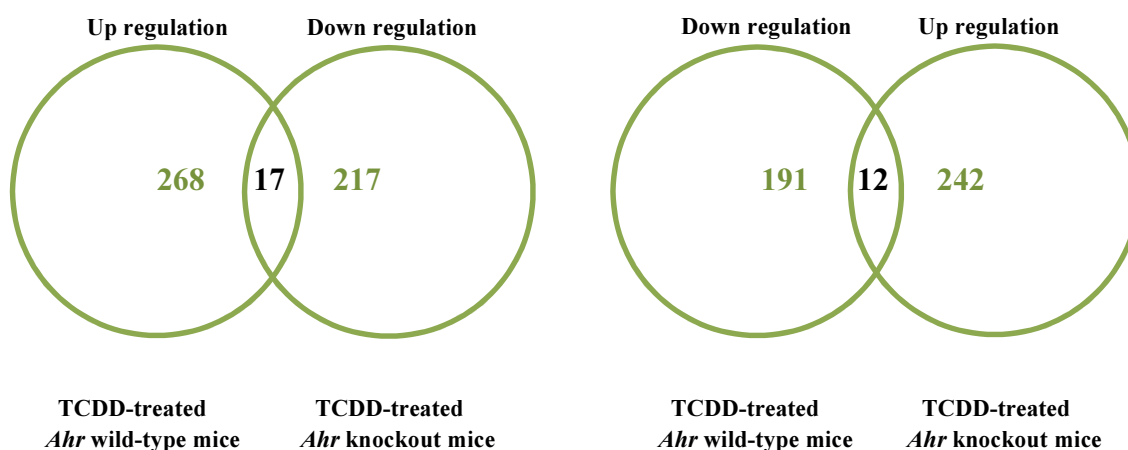 Up regulation
Down regulation
268
17
217
TCDD-treated
Ahr wild-type mice
TCDD-treated
Ahr knockout mice
Down regulation
Up regulation
191
12
242
TCDD-treated
Ahr wild-type mice
TCDD-treated
Ahr knockout mice